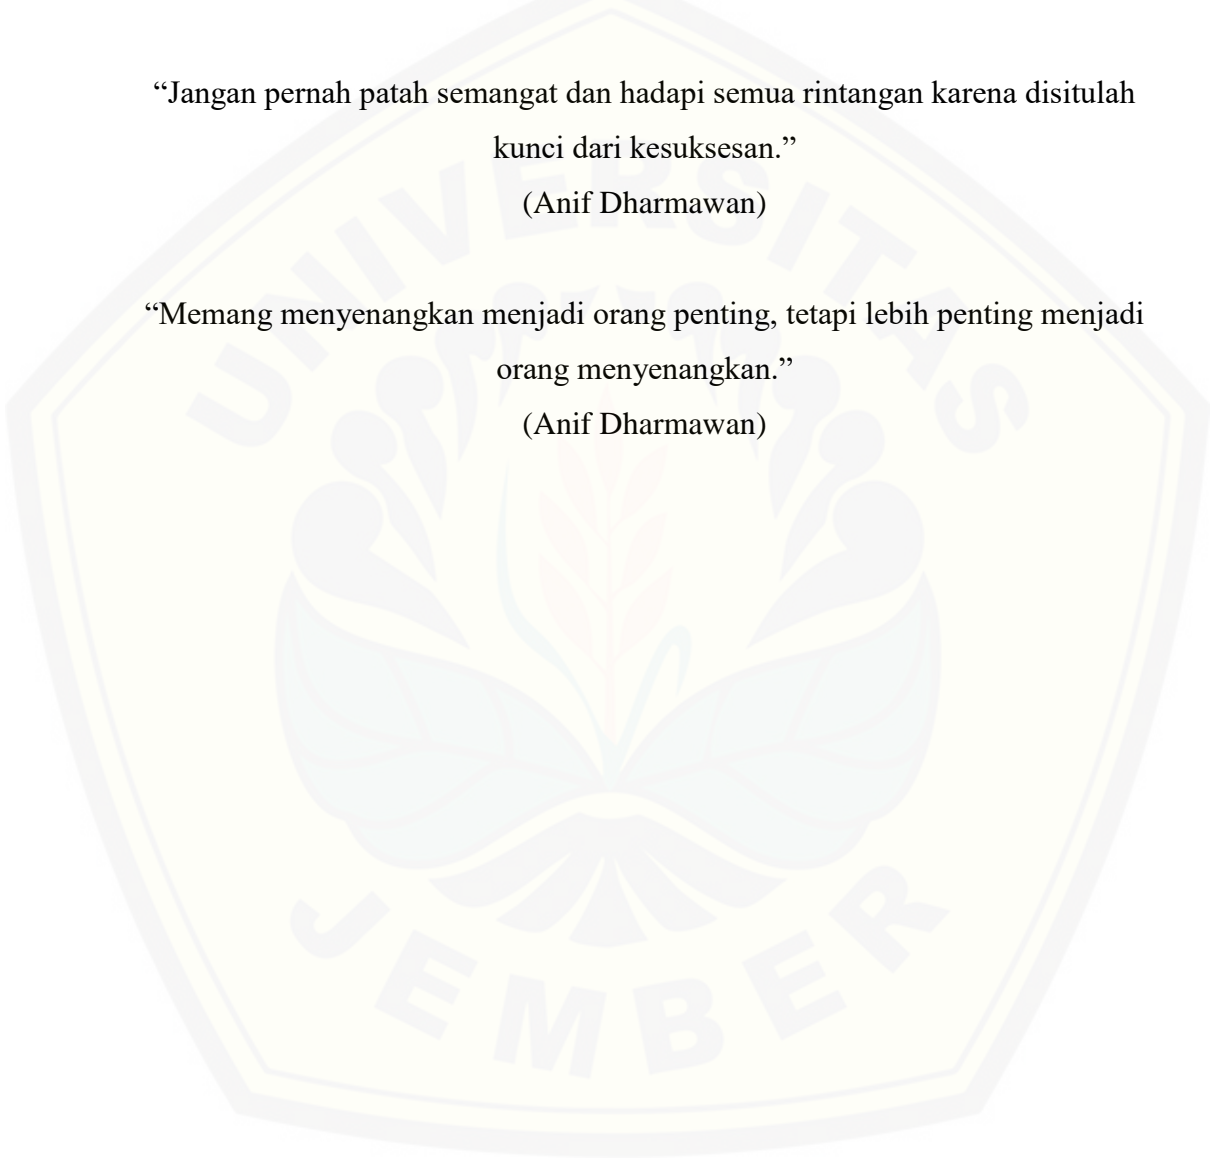 “Jangan pernah patah semangat dan hadapi semua rintangan karena disitulah
kunci dari kesuksesan.”
(Anif Dharmawan)
“Memang menyenangkan menjadi orang penting, tetapi lebih penting menjadi
orang menyenangkan.”
(Anif Dharmawan)
UNIVERSITAS
JEMBER